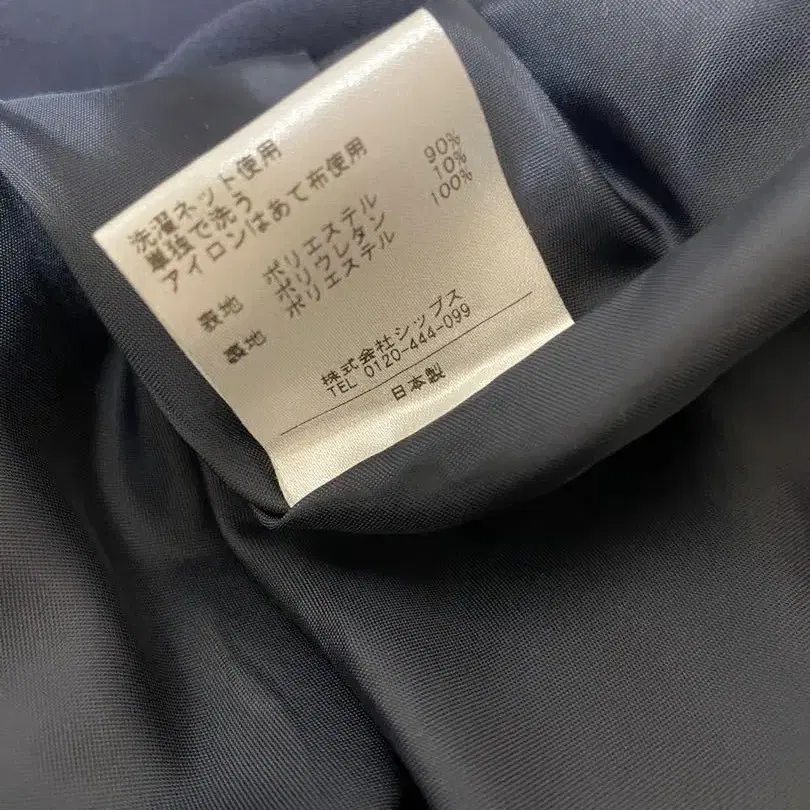 洗濯ネット使用
単独で洗う
アイロンはあて布使用
表地 ポリエステル 90%
ポリウレタン 10%
裏地 ポリエステル 100%
株式会社シップス
TEL 0120-444-099
日本製